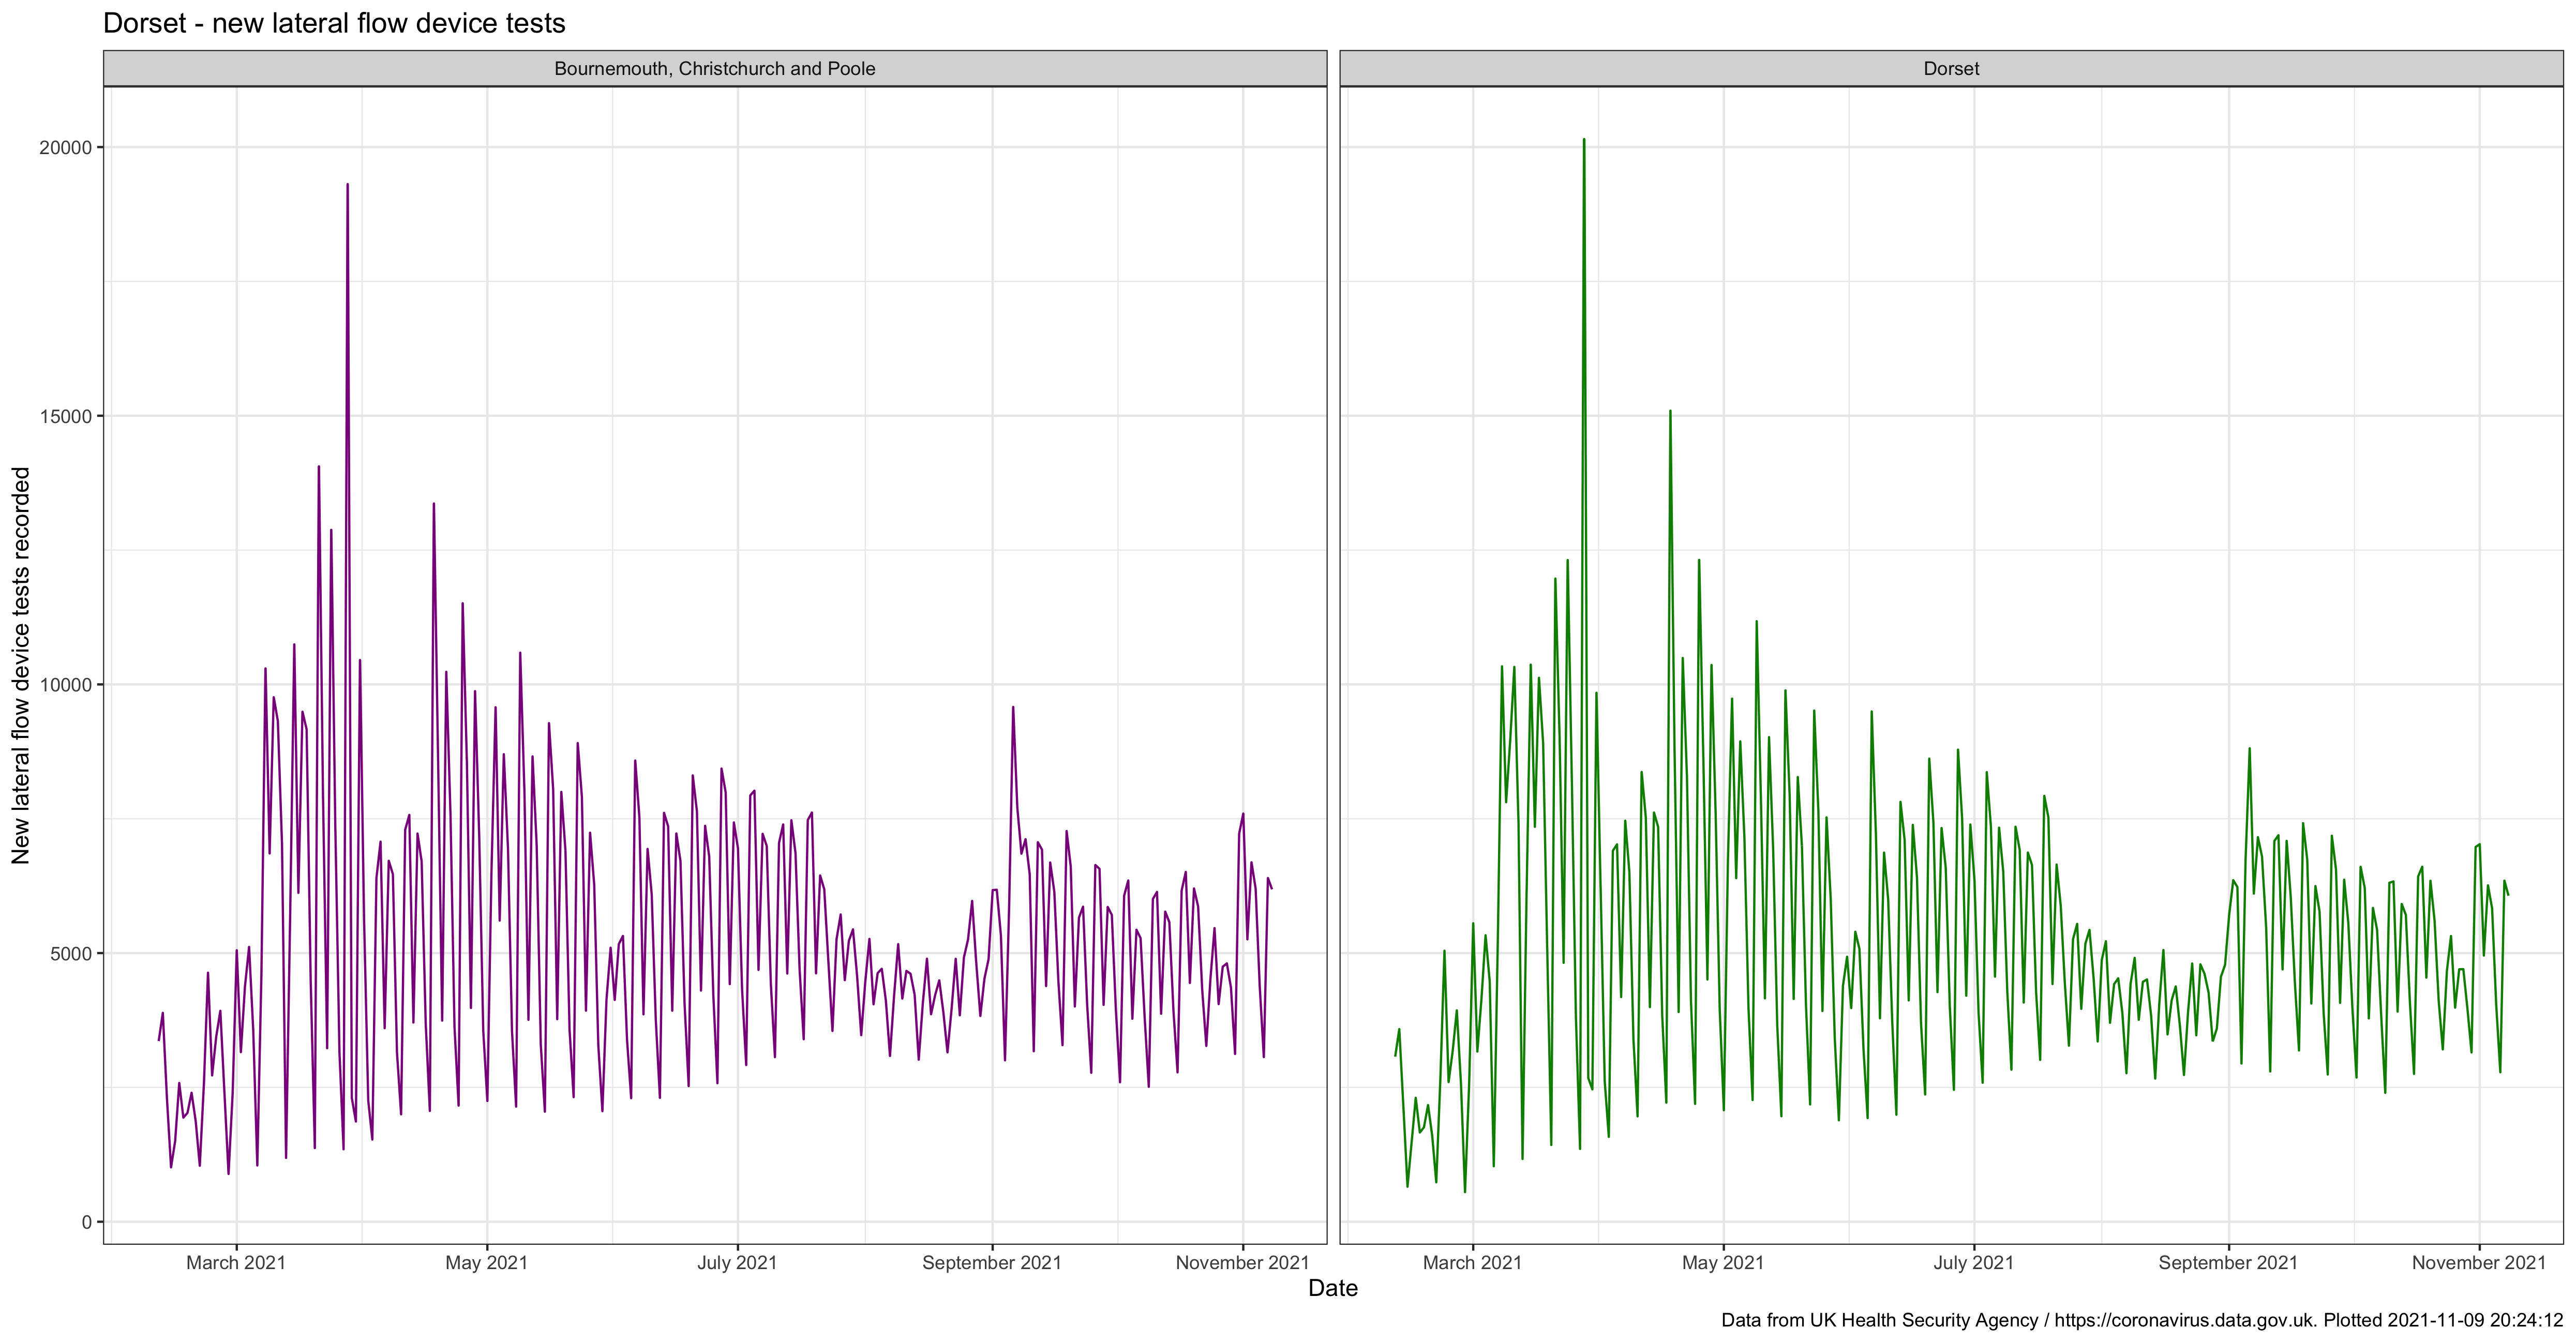 Dorset - new lateral flow device tests
Bournemouth, Christchurch and Poole
Dorset
New lateral flow device tests recorded
20000
15000
10000
5000
0
March 2021 May 2021 July 2021 September 2021 November 2021
March 2021 May 2021 July 2021 September 2021 November 2021
Date
Data from UK Health Security Agency / https://coronavirus.data.gov.uk. Plotted 2021-11-09 20:24:12